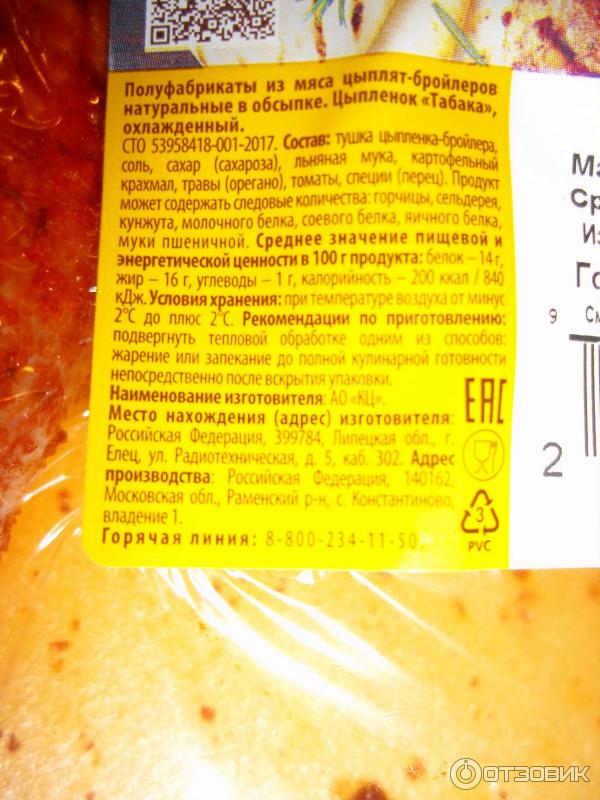 Полуфабрикаты из мяса цыплят-бройлеров
натуральные в обсыпке. Цыпленок «Табака»,
охлажденный.
СТО 53958418-001-2017. Состав: тушка цыпленка-бройлера,
соль, сахар (сахароза), льняная мука, картофельный
крахмал, травы (орегано), томаты, специи (перец). Продукт
может содержать следовые количества: горчицы, сельдерея,
кунжута, молочного белка, соевого белка, яичного белка,
муки пшеничной. Среднее значение пищевой и
энергетической ценности в 100 г продукта: белок – 14 г,
жир – 16 г, углеводы – 1 г, калорийность – 200 ккал / 840
кДж. Условия хранения: при температуре воздуха от минус
2°С до плюс 2°С. Рекомендации по приготовлению:
подвергнуть тепловой обработке одним из способов:
жарение или запекание до полной кулинарной готовности
непосредственно после вскрытия упаковки.
Наименование изготовителя: АО «КЦ».
Место нахождения (адрес) изготовителя:
Российская Федерация, 399784, Липецкая обл., г.
Елец, ул. Радиотехническая, д. 5, каб. 302. Адрес
производства: Российская Федерация, 140162,
Московская обл., Раменский р-н, с. Константиново,
владение 1.
Горячая линия: 8-800-234-11-50.
EAC
3
PVC
Ма
Ср
Из
Го
9 См
2
ОТЗОВИК